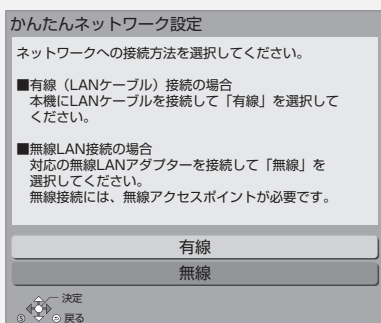 かんたんネットワーク設定
ネットワークへの接続方法を選択してください。
■有線（LANケーブル）接続の場合
本機にLANケーブルを接続して「有線」を選択して
ください。
■無線LAN接続の場合
対応の無線LANアダプターを接続して「無線」を
選択してください。
無線接続には、無線アクセスポイントが必要です。
有線
無線
決定
S 戻る